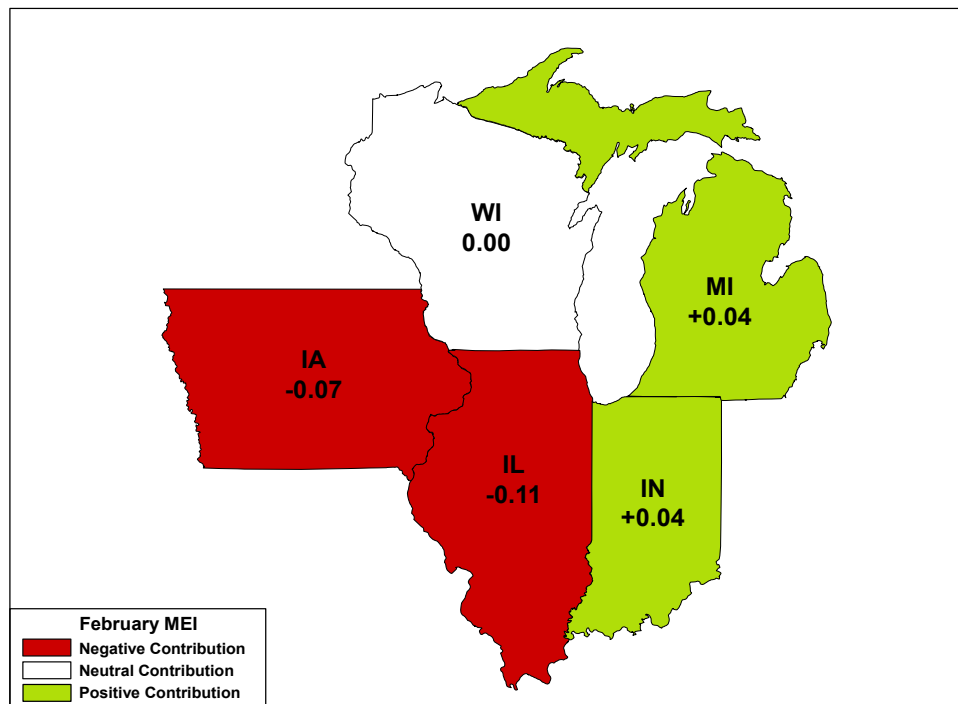 WI
0.00
MI
+0.04
IA
-0.07
IL
-0.11
IN
+0.04
February MEI
Negative Contribution
Neutral Contribution
Positive Contribution